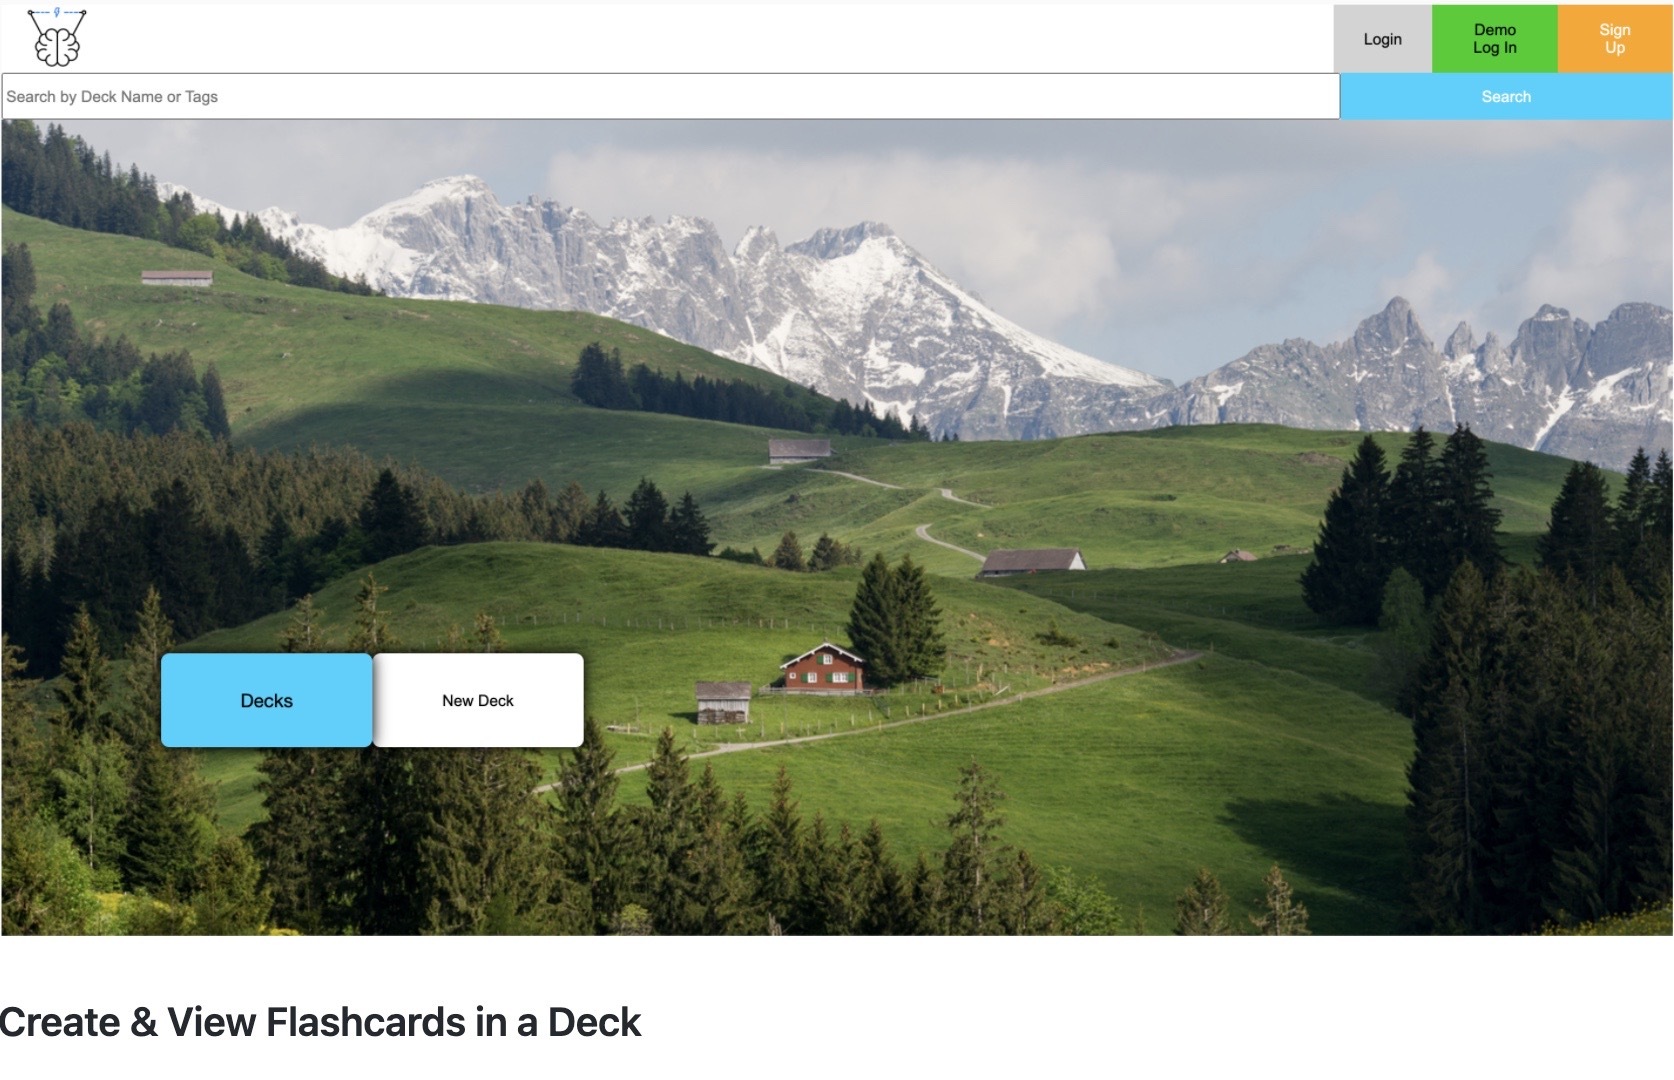 Login
Demo
Log In
Sign
Up
Search by Deck Name or Tags
Search
Decks
New Deck
Create & View Flashcards in a Deck